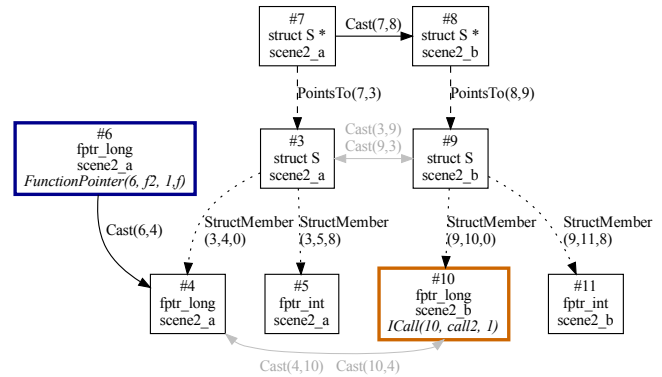 #7
struct S *
scene2_a
Cast(7,8)
#8
struct S *
scene2_b
PointsTo(7,3)
PointsTo(8,9)
#6
fptr_long
scene2_a
FunctionPointer(6, f2, 1,f)
#3
struct S
scene2_a
Cast(3,9)
Cast(9,3)
#9
struct S
scene2_b
Cast(6,4)
StructMember
(3,4,0)
StructMember
(3,5,8)
StructMember
(9,10,0)
StructMember
(9,11,8)
#4
fptr_long
scene2_a
#5
fptr_int
scene2_a
#10
fptr_long
scene2_b
ICall(10, call2, 1)
#11
fptr_int
scene2_b
Cast(4,10) Cast(10,4)